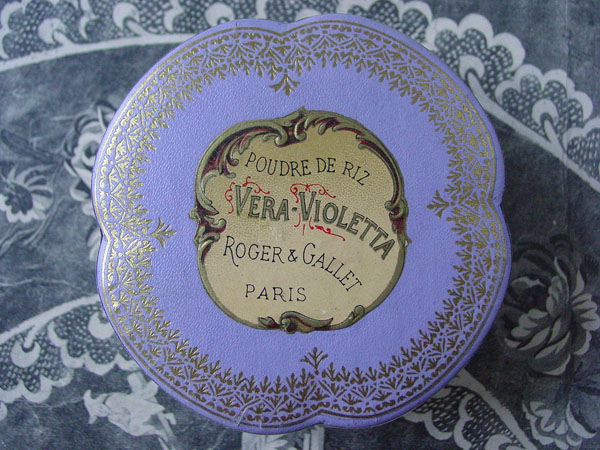 POUDRE DE RIZ
VERA-VIOLETTA
ROGER & GALLET
PARIS